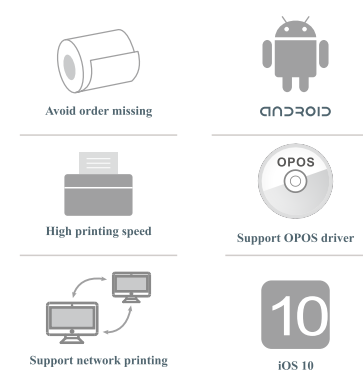 Avoid order missing
ANDROID
High printing speed
OPOS
Support OPOS driver
Support network printing
10
iOS 10